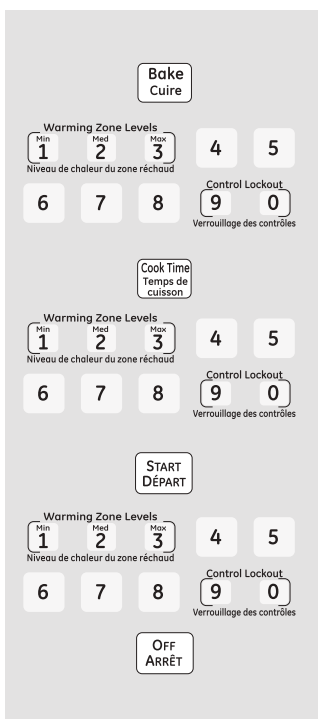 Bake
Cuire
Warming Zone Levels
Min Med Max
1 2 3 4 5
Niveau de chaleur du zone réchaud
Control Lockout
6 7 8 9 0
Verrouillage des contrôles
Cook Time
Temps de
cuisson
Warming Zone Levels
Min Med Max
1 2 3 4 5
Niveau de chaleur du zone réchaud
Control Lockout
6 7 8 9 0
Verrouillage des contrôles
START
DÉPART
Warming Zone Levels
Min Med Max
1 2 3 4 5
Niveau de chaleur du zone réchaud
Control Lockout
6 7 8 9 0
Verrouillage des contrôles
OFF
ARRÊT